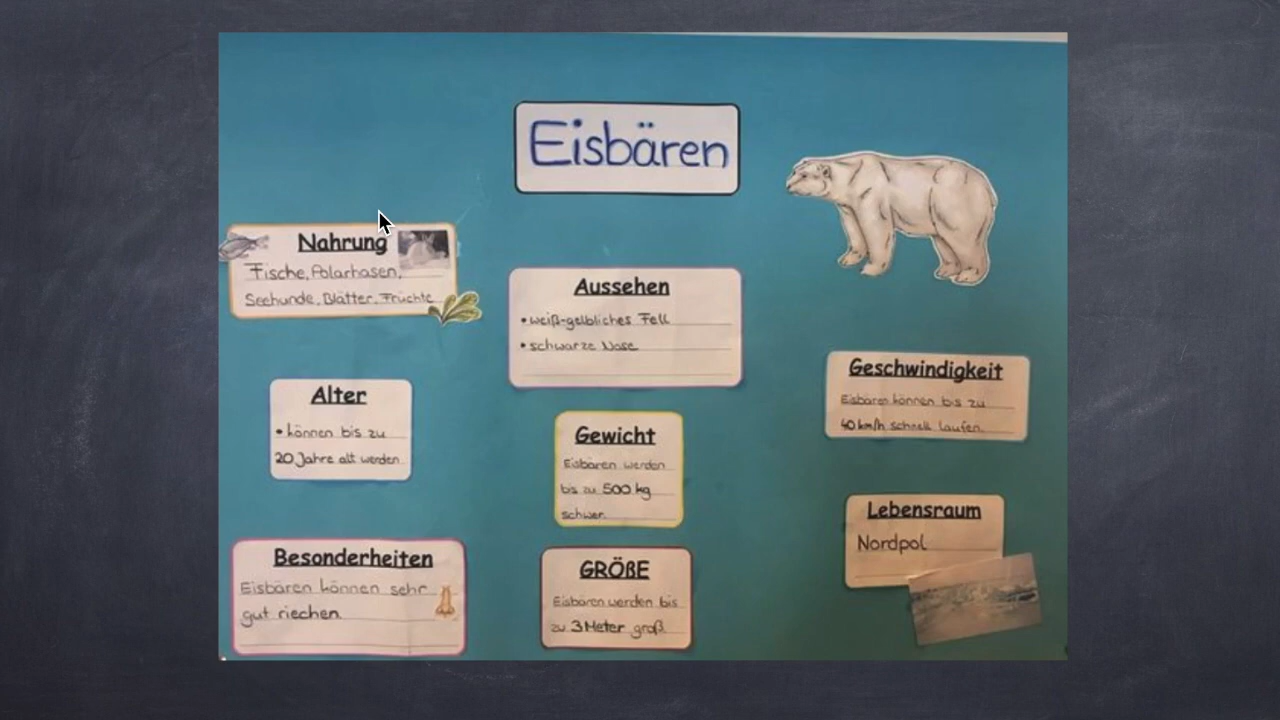 Eisbären
Nahrung
Fische, Polarhasen,
Seehunde, Blätter, Früchte
Aussehen
• weiß-gelbliches Fell
• schwarze Nase
Geschwindigkeit
Eisbären können bis zu
40 km/h schnell laufen.
Alter
• können bis zu
20 Jahre alt werden
Gewicht
Eisbären werden
bis zu 500 kg
schwer.
Lebensraum
Nordpol
Besonderheiten
Eisbären können sehr
gut riechen.
GRÖßE
Eisbären werden bis
zu 3 Meter groß.